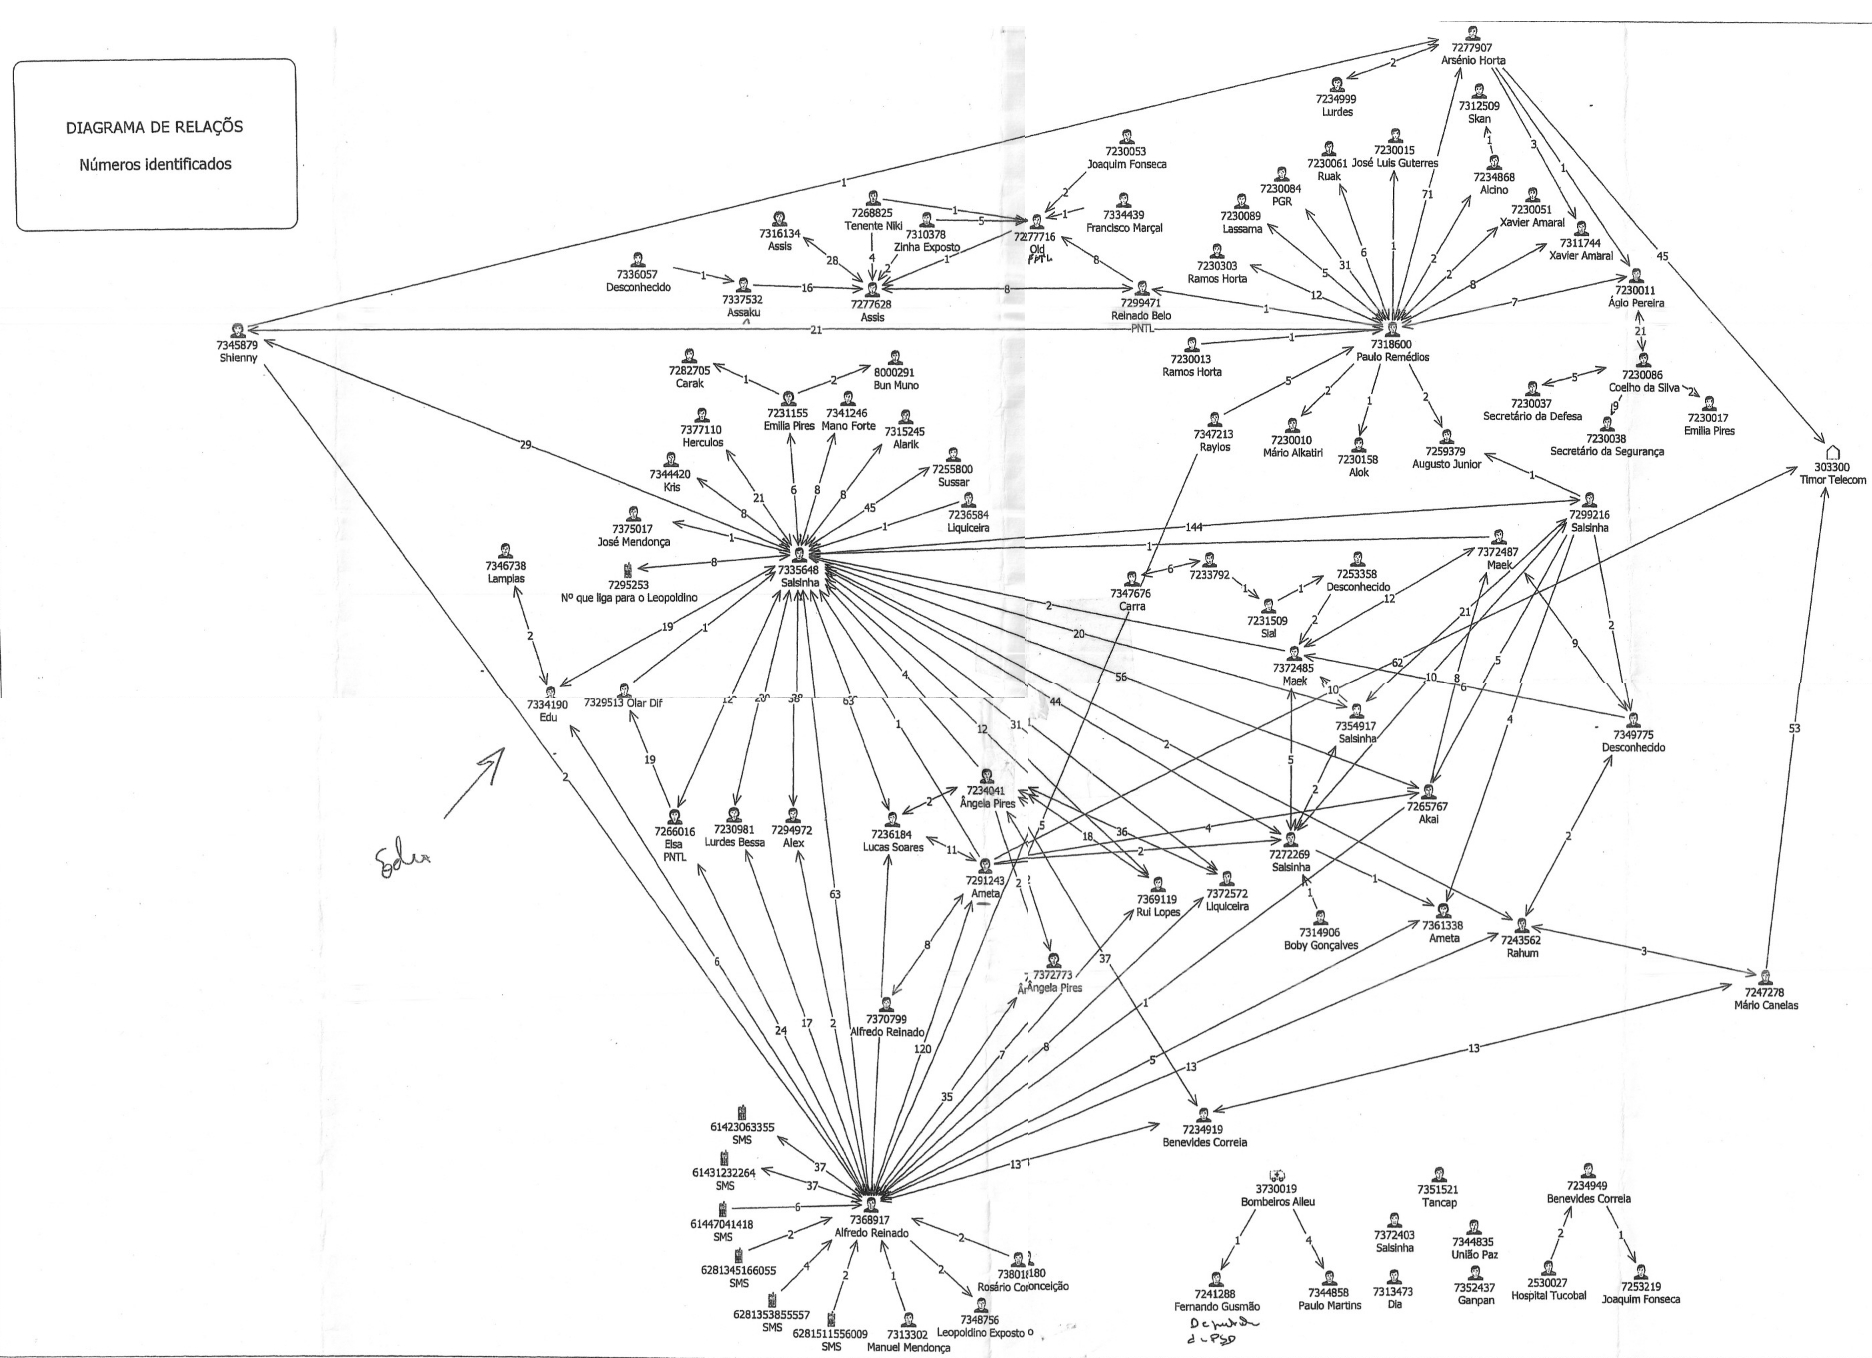 DIAGRAMA DE RELAÇÕS
Números identificados
7277907
Arsénio Horta
2
7234999
Lurdes
7312509
Skan
1
3
1
7230053
Joaquim Fonseca
7230061
Ruak
7230015
José Luis Guterres
7234868
Alcino
71
1
7268825
Tenente Niki
1
2
7334439
Francisco Marçal
1
7230084
PGR
7230089
Lassama
7230051
Xavier Amaral
7311744
Xavier Amaral
7316134
Assis
7310378
Zinha Exposto
5
7277716
Old
PNTL
45
7336057
Desconhecido
1
7337532
Assaku
16
28
4
2
7277628
Assis
1
8
8
7299471
Reinado Belo
PNTL
7230303
Ramos Horta
12
5
31
6
1
2
2
8
7230011
Ágio Pereira
7
1
21
7345879
Shienny
21
7230013
Ramos Horta
1
7318600
Paulo Remédios
7230086
Coelho da Silva
5
2
9
7230037
Secretário da Defesa
7230038
Secretário da Segurança
7230017
Emilia Pires
7282705
Carak
1
2
8000291
Bun Muno
5
2
1
2
7231155
Emilia Pires
7341246
Mano Forte
7377110
Herculos
7315245
Alarik
7347213
Raylos
7230010
Mário Alkatiri
7230158
Alok
7259379
Augusto Junior
1
29
7344420
Kris
7255800
Sussar
303300
Timor Telecom
21
6
8
8
45
8
7236584
Liquiceira
1
7299216
Salsinha
7375017
José Mendonça
1
144
7346738
Lampias
7295253
Nº que liga para o Leopoldino
8
7335648
Salsinha
1
7372487
Maek
7347676
Carra
6
7233792
1
7231509
Sial
1
7253358
Desconhecido
2
12
2
19
1
2
20
21
9
2
7372485
Maek
62
10
10
8
6
5
4
56
7334190
Edu
7329513 Olar Dif
12
20
38
63
4
12
31
44
1
2
7354917
Salsinha
7349775
Desconhecido
53
2
19
5
2
7234041
Ângela Pires
7265767
Akai
7266016
Elsa
PNTL
7230981
Lurdes Bessa
7294972
Alex
7236184
Lucas Soares
2
11
18
36
5
4
2
7272269
Salsinha
2
Edu
7291243
Ameta
2
7369119
Rui Lopes
7372572
Liquiceira
1
1
7314906
Boby Gonçalves
7361338
Ameta
7243562
Rahum
3
63
8
37
7372773
Ângela Pires
7247278
Mário Canelas
6
7370799
Alfredo Reinado
24
17
2
120
7
8
1
5
13
13
35
7234919
Benevides Correia
13
61423063355
SMS
37
61431232264
SMS
37
61447041418
SMS
6
7368917
Alfredo Reinado
2
6281345166055
SMS
4
2
1
2
2
6281353855557
SMS
6281511556009
SMS
7313302
Manuel Mendonça
7348756
Leopoldino Exposto
738018180
Rosário Conceição
3730019
Bombeiros Aileu
1
4
7241288
Fernando Gusmão
Deputado
d. PSD
7344858
Paulo Martins
7351521
Tancap
7372403
Salsinha
7344835
União Paz
7313473
Dia
7352437
Ganpan
7234949
Benevides Correia
2
1
2530027
Hospital Tucobal
7253219
Joaquim Fonseca